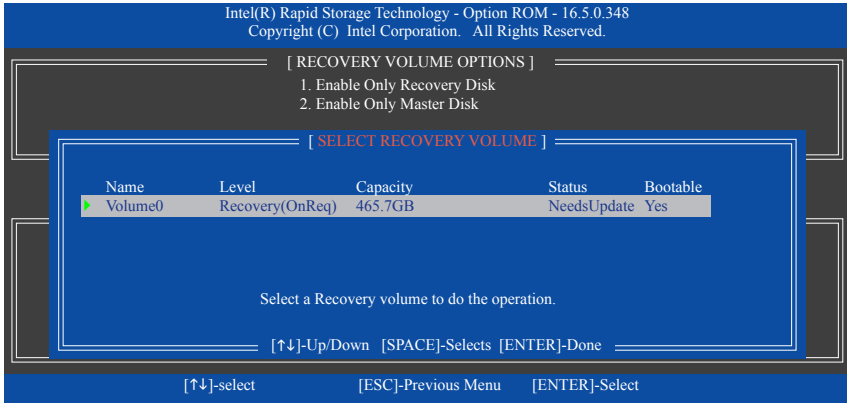 Intel(R) Rapid Storage Technology - Option ROM - 16.5.0.348
Copyright (C) Intel Corporation. All Rights Reserved.
[ RECOVERY VOLUME OPTIONS ]
1. Enable Only Recovery Disk
2. Enable Only Master Disk
[ SELECT RECOVERY VOLUME ]
Name Level Capacity Status Bootable
Volume0 Recovery(OnReq) 465.7GB NeedsUpdate Yes
Select a Recovery volume to do the operation.
[↑↓]-Up/Down [SPACE]-Selects [ENTER]-Done
[↑↓]-select [ESC]-Previous Menu [ENTER]-Select